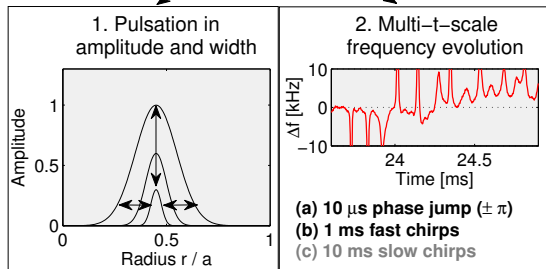 1. Pulsation in
amplitude and width
1
0.5
0
Amplitude
0
0.5
1
Radius r / a
2. Multi−t−scale
frequency evolution
10
0
−10
Δf [kHz]
24
24.5
Time [ms]
(a) 10 μs phase jump (± π)
(b) 1 ms fast chirps
(c) 10 ms slow chirps